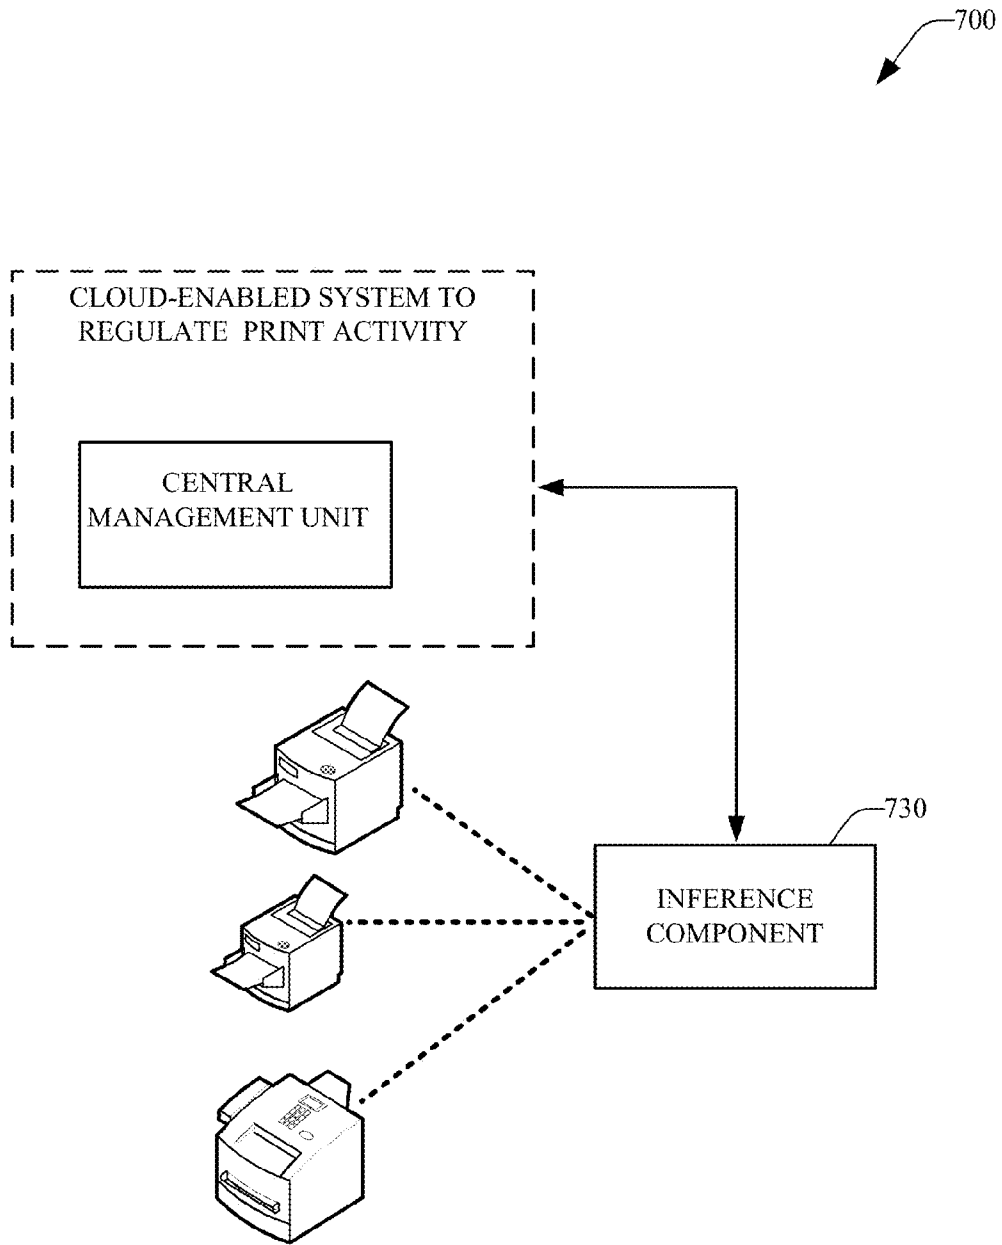 700
CLOUD-ENABLED SYSTEM TO
REGULATE PRINT ACTIVITY
CENTRAL
MANAGEMENT UNIT
730
INFERENCE
COMPONENT